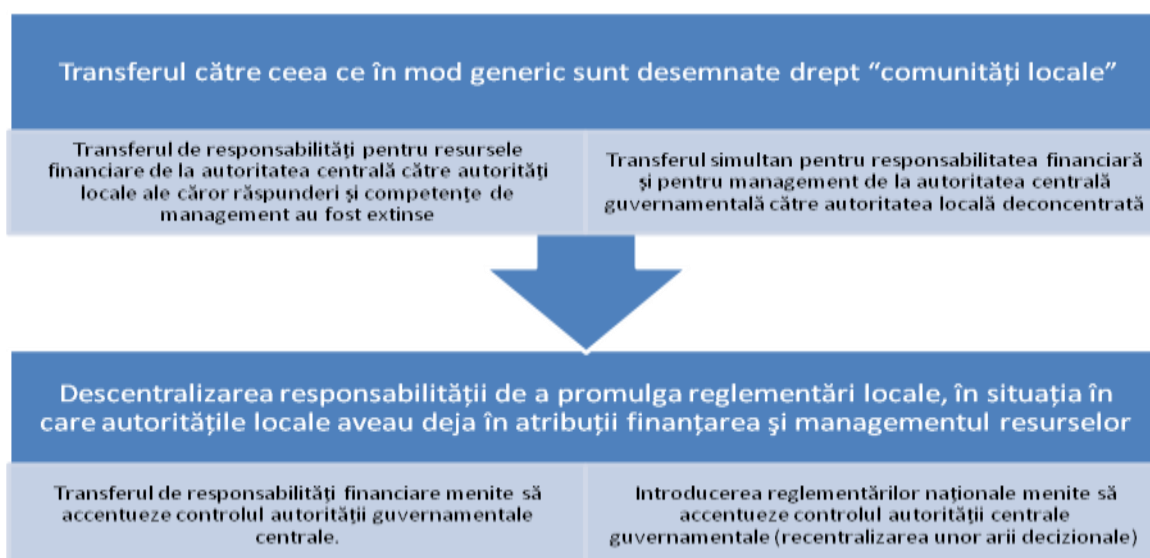 Transferul către ceea ce în mod generic sunt desemnate drept “comunități locale”
Transferul de responsabilități pentru resursele
financiare de la autoritatea centrală către autorități
locale ale căror răspunderi și competențe de
management au fost extinse
Transferul simultan pentru responsabilitatea financiară
și pentru management de la autoritatea centrală
guvernamentală către autoritatea locală deconcentrată
Descentralizarea responsabilității de a promulga reglementări locale, în situația în
care autoritățile locale aveau deja în atribuții finanțarea și managementul resurselor
Transferul de responsabilități financiare menite să
accentueze controlul autorității guvernamentale
centrale.
Introducerea reglementărilor naționale menite să
accentueze controlul autorității centrale
guvernamentale (recentralizarea unor arii decizionale)